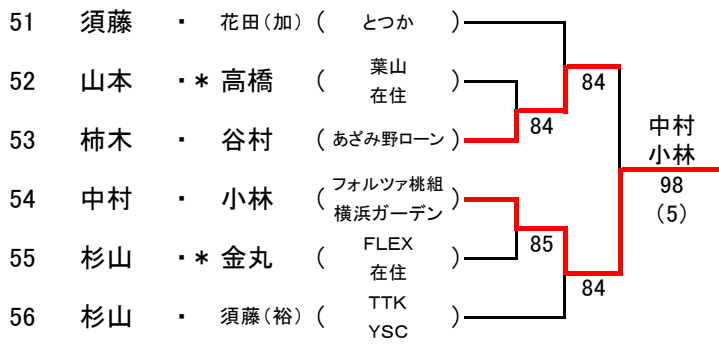 51 須藤 ・ 花田(加) ( とつか )
52 山本 ・* 高橋 ( 葉山 在住 )
84
84
53 柿木 ・ 谷村 ( あざみ野ローン )
中村
小林
98
(5)
54 中村 ・ 小林 ( フォルツァ桃組 横浜ガーデン )
85
55 杉山 ・* 金丸 ( FLEX 在住 )
84
56 杉山 ・ 須藤(裕) ( TTK YSC )